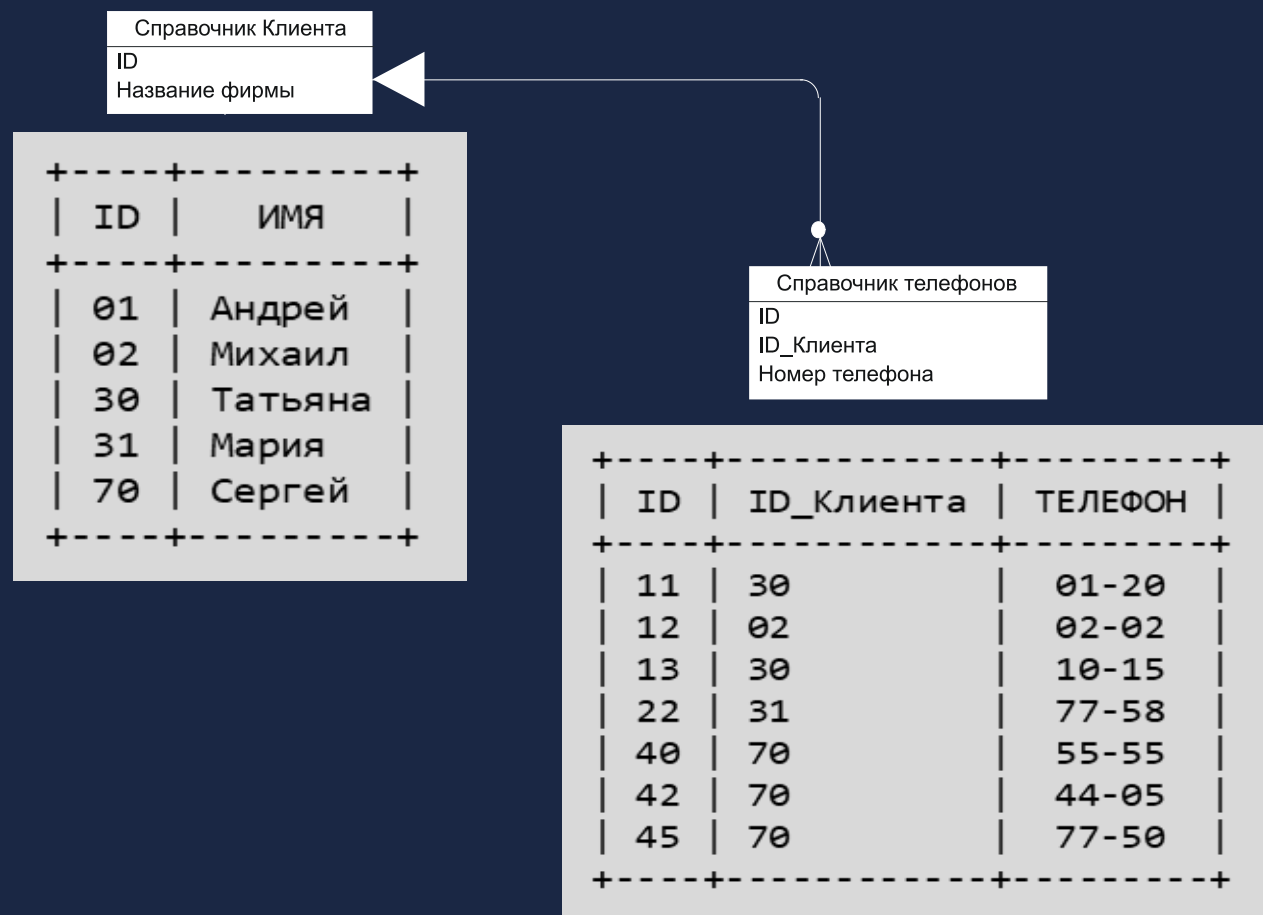 Справочник Клиента
ID
Название фирмы
+----+---------+
| ID | ИМЯ |
+----+---------+
| 01 | Андрей |
| 02 | Михаил |
| 30 | Татьяна |
| 31 | Мария |
| 70 | Сергей |
+----+---------+
Справочник телефонов
ID
ID_Клиента
Номер телефона
+----+------------+---------+
| ID | ID_Клиента | ТЕЛЕФОН |
+----+------------+---------+
| 11 | 30 | 01-20 |
| 12 | 02 | 02-02 |
| 13 | 30 | 10-15 |
| 22 | 31 | 77-58 |
| 40 | 70 | 55-55 |
| 42 | 70 | 44-05 |
| 45 | 70 | 77-50 |
+----+------------+---------+